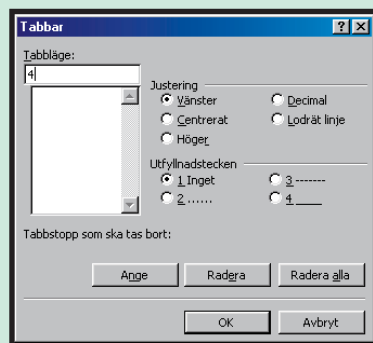 Tabbar
Tabbläge:
4
Justering
Vänster
Decimal
Centrerat
Lodrät linje
Höger
Utfyllnadstecken
1 Inget
3 -------
2 ......
4 ____
Tabbstopp som ska tas bort:
Ange
Radera
Radera alla
OK
Avbryt